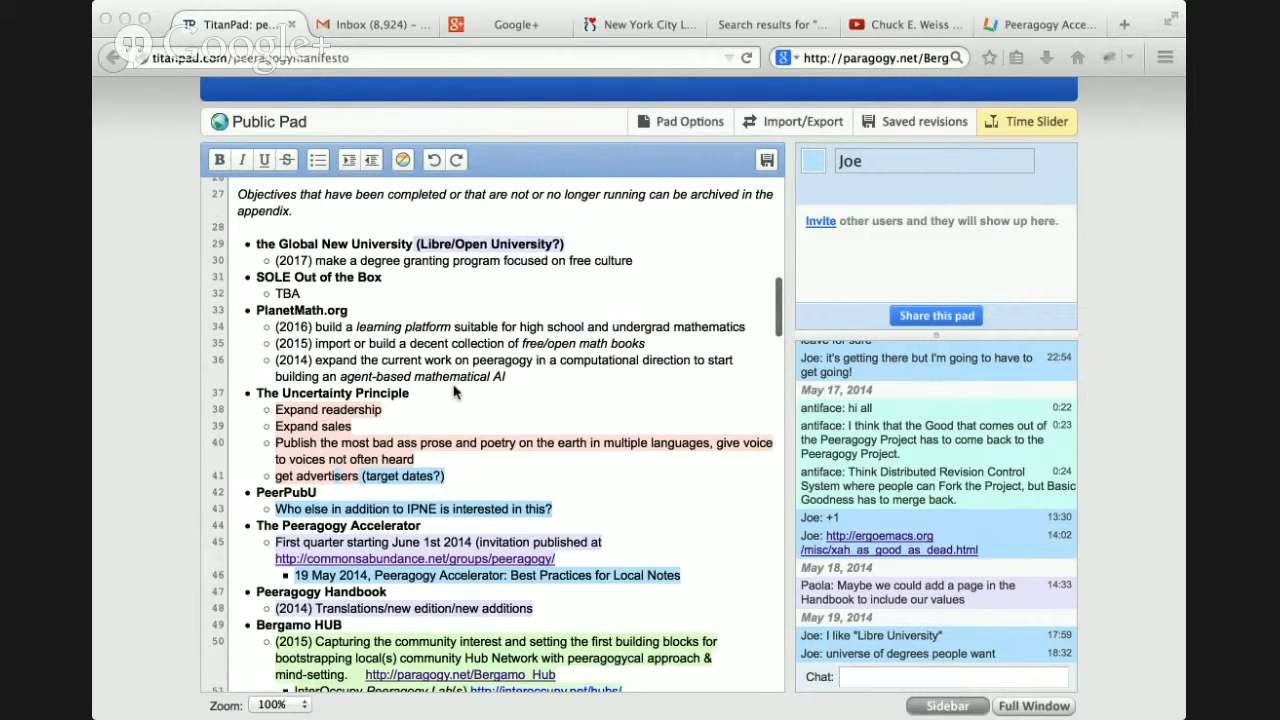 TitanPad: pe...
Inbox (8,924) - ...
Google+
New York City L...
Search results for "...
Chuck E. Weiss ...
Peeragogy Acce...
Google+
titanpad.com/peeragogymanifesto
http://paragogy.net/Berg
Public Pad
Pad Options
Import/Export
Saved revisions
Time Slider
B I U S
26
27 Objectives that have been completed or that are not or no longer running can be archived in the
appendix.
28
29 the Global New University (Libre/Open University?)
30 (2017) make a degree granting program focused on free culture
31 SOLE Out of the Box
32 TBA
33 PlanetMath.org
34 (2016) build a learning platform suitable for high school and undergrad mathematics
35 (2015) import or build a decent collection of free/open math books
36 (2014) expand the current work on peeragogy in a computational direction to start
building an agent-based mathematical AI
37 The Uncertainty Principle
38 Expand readership
39 Expand sales
40 Publish the most bad ass prose and poetry on the earth in multiple languages, give voice
to voices not often heard
41 get advertisers (target dates?)
42 PeerPubU
43 Who else in addition to IPNE is interested in this?
44 The Peeragogy Accelerator
45 First quarter starting June 1st 2014 (invitation published at
http://commonsabundance.net/groups/peeragogy/
46 19 May 2014, Peeragogy Accelerator: Best Practices for Local Notes
47 Peeragogy Handbook
48 (2014) Translations/new edition/new additions
49 Bergamo HUB
50 (2015) Capturing the community interest and setting the first building blocks for
bootstrapping local(s) community Hub Network with peeragogycal approach &
mind-setting. http://paragogy.net/Bergamo_Hub
51 InterOccupy Peeragogy Lab(s) http://interoccupy.net/hubs/
Zoom: 100%
Joe
Invite other users and they will show up here.
Share this pad
leave for sure
Joe: it's getting there but I'm going to have to 22:54
get going!
May 17, 2014
antiface: hi all 0:22
antiface: I think that the Good that comes out of 0:23
the Peeragogy Project has to come back to the
Peeragogy Project.
antiface: Think Distributed Revision Control 0:24
System where people can Fork the Project, but Basic
Goodness has to merge back.
Joe: +1 13:30
Joe: http://ergoemacs.org 14:02
/misc/xah_as_good_as_dead.html
May 18, 2014
Paola: Maybe we could add a page in the 14:33
Handbook to include our values
May 19, 2014
Joe: I like "Libre University" 17:59
Joe: universe of degrees people want 18:32
Chat:
Sidebar
Full Window